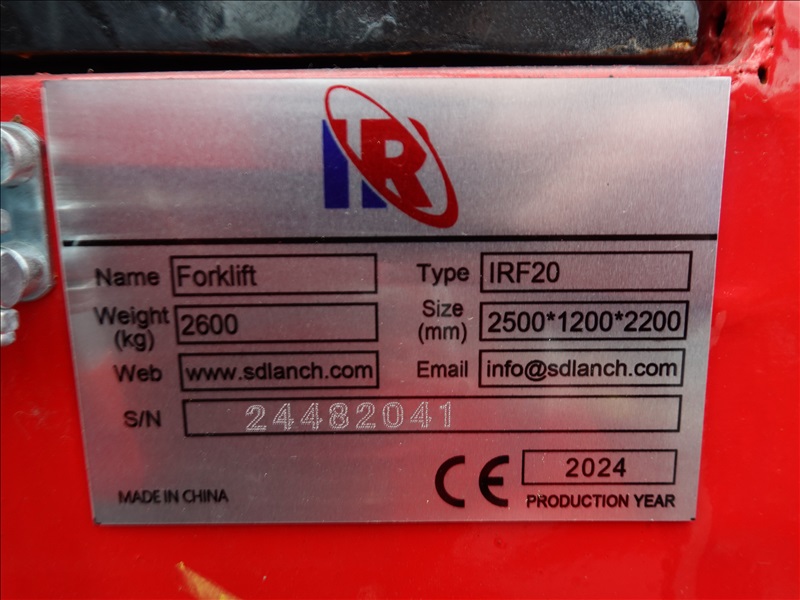 IR
Name Forklift Type IRF20
Weight (kg) 2600 Size (mm) 2500*1200*2200
Web www.sdlanch.com Email info@sdlanch.com
S/N 24482041
CE 2024
MADE IN CHINA PRODUCTION YEAR